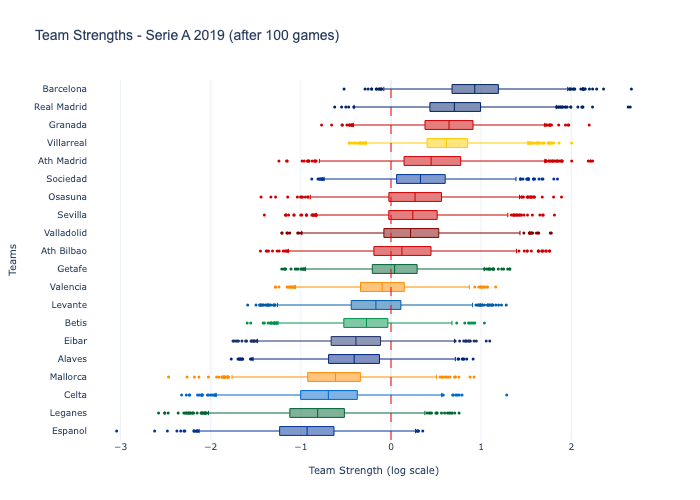 Team Strengths - Serie A 2019 (after 100 games)
Barcelona
Real Madrid
Granada
Villarreal
Ath Madrid
Sociedad
Osasuna
Sevilla
Valladolid
Ath Bilbao
Getafe
Valencia
Levante
Betis
Eibar
Alaves
Mallorca
Celta
Leganes
Espanol
Teams
−3 −2 −1 0 1 2
Team Strength (log scale)